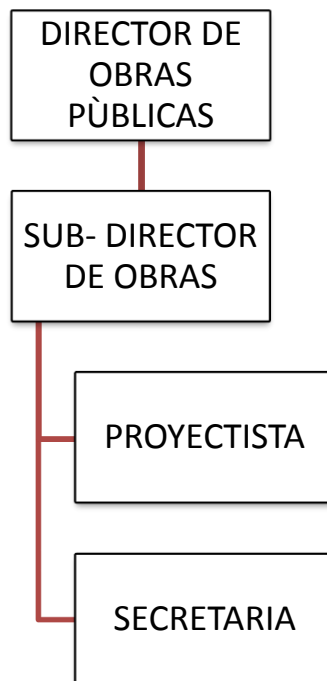 DIRECTOR DE
OBRAS
PÙBLICAS
SUB- DIRECTOR
DE OBRAS
PROYECTISTA
SECRETARIA